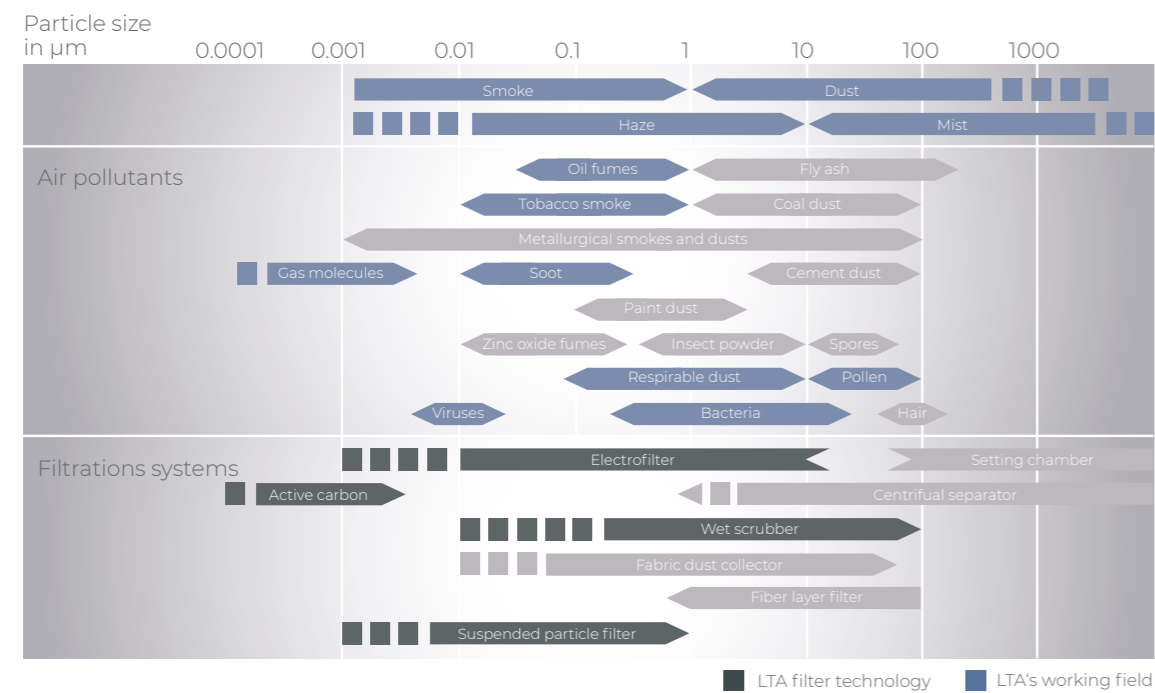 Particle size
in µm
0.0001 0.001 0.01 0.1 1 10 100 1000
Smoke Dust
Haze Mist
Air pollutants
Oil fumes Fly ash
Tobacco smoke Coal dust
Metallurgical smokes and dusts
Gas molecules Soot Cement dust
Paint dust
Zinc oxide fumes Insect powder Spores
Respirable dust Pollen
Viruses Bacteria Hair
Filtrations systems
Electrofilter Setting chamber
Active carbon Centrifual separator
Wet scrubber
Fabric dust collector
Fiber layer filter
Suspended particle filter
LTA filter technology LTA's working field